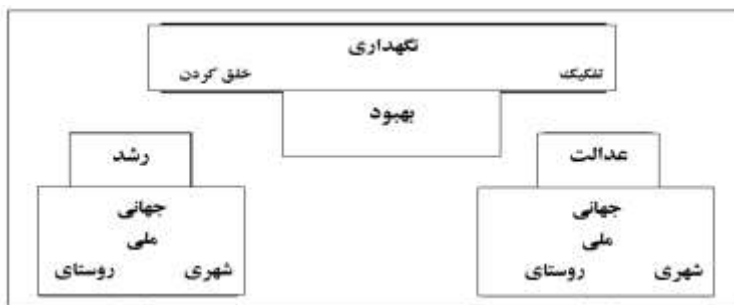 نگهداری
تفکیک خلق کردن
بهبود
عدالت رشد
جهانی جهانی
ملی ملی
شهری روستای شهری روستای